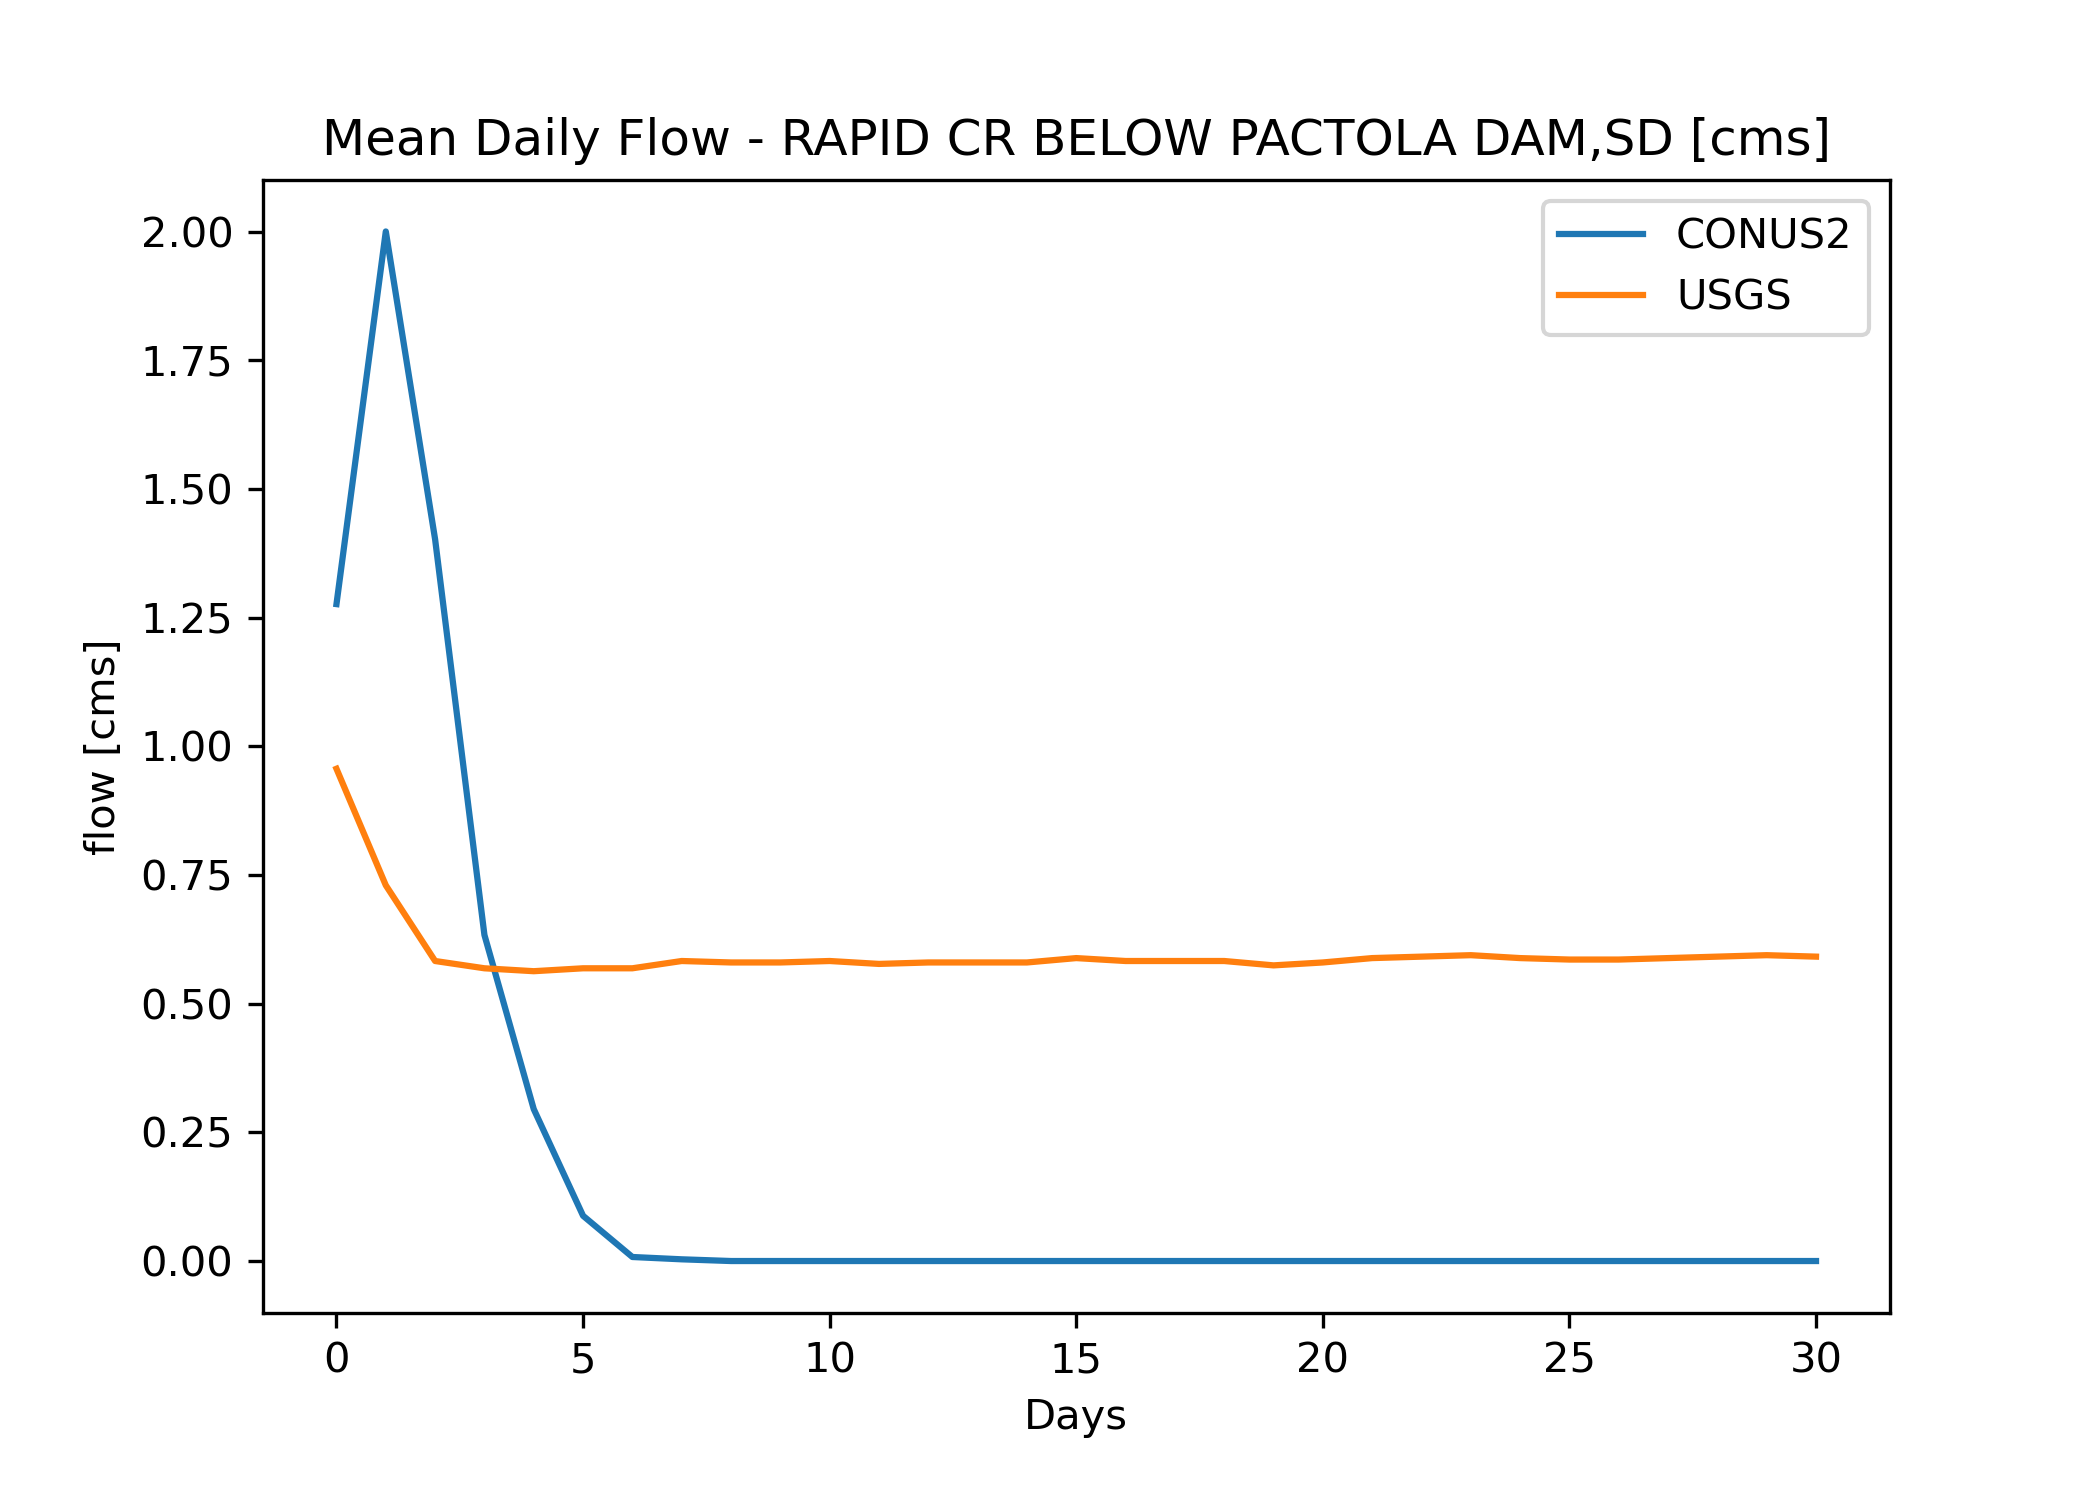 Mean Daily Flow - RAPID CR BELOW PACTOLA DAM,SD [cms]
CONUS2
USGS
2.00
1.75
1.50
1.25
1.00
0.75
0.50
0.25
0.00
flow [cms]
0 5 10 15 20 25 30
Days